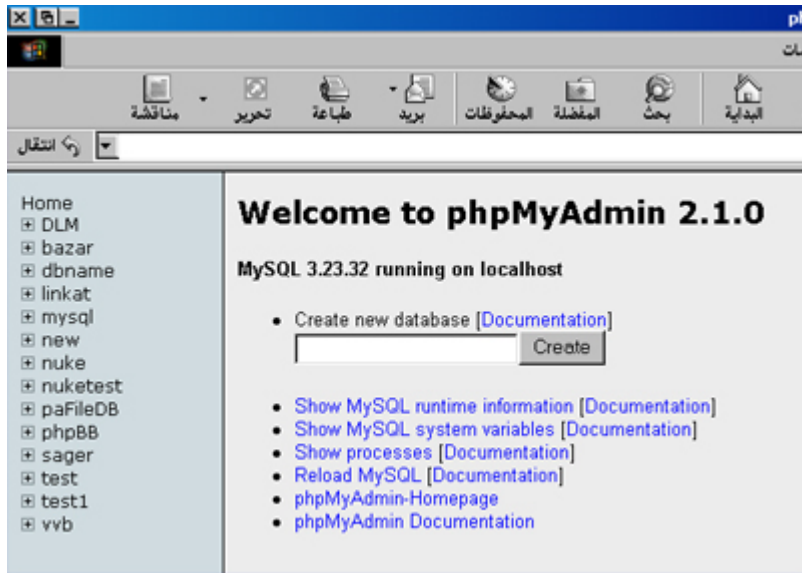 مناقشة تحرير طباعة بريد المحفوظات المفضلة بحث البداية
انتقال
Home
DLM
bazar
dbname
linkat
mysql
new
nuke
nuketest
paFileDB
phpBB
sager
test
test1
vvb
Welcome to phpMyAdmin 2.1.0
MySQL 3.23.32 running on localhost
Create new database [Documentation]
Create
Show MySQL runtime information [Documentation]
Show MySQL system variables [Documentation]
Show processes [Documentation]
Reload MySQL [Documentation]
phpMyAdmin-Homepage
phpMyAdmin Documentation